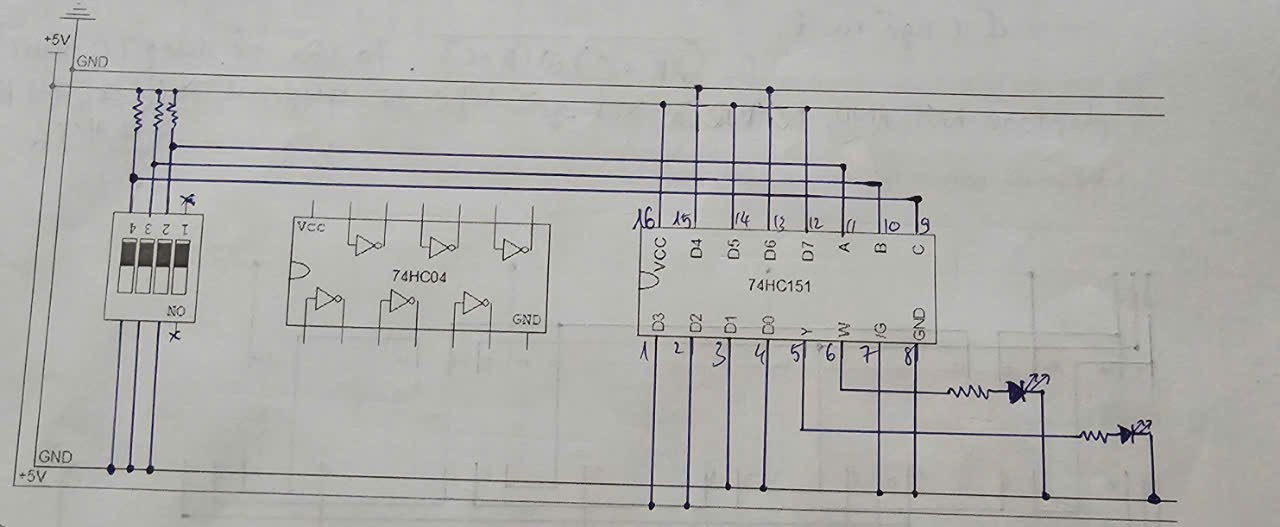 +5V
GND
16 15 14 13 12 11 10 9
4 3 2 1
Vcc
VCC D4 D5 D6 D7 A B C
74HC04
74HC151
NO
GND
D3 D2 D1 D0 Y W /G GND
1 2 3 4 5 6 7 8
GND
+5V